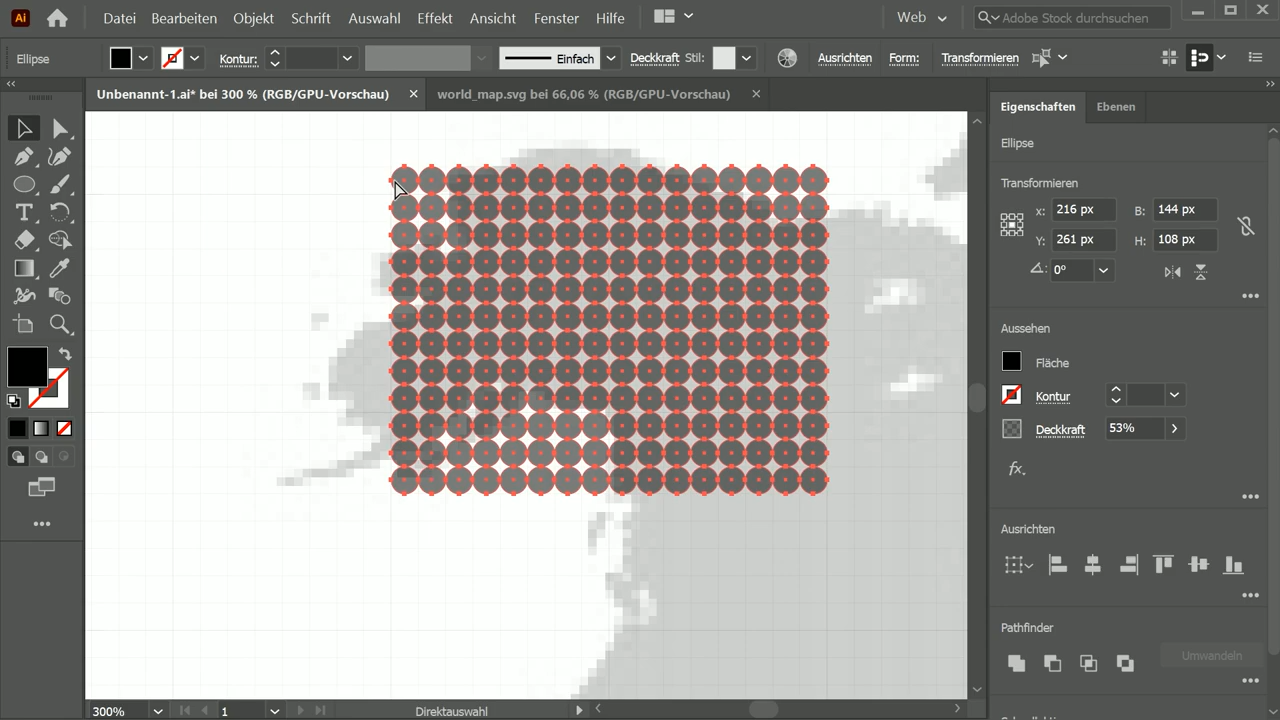 Ai Datei Bearbeiten Objekt Schrift Auswahl Effekt Ansicht Fenster Hilfe Web Adobe Stock durchsuchen
Ellipse Kontur: Einfach Deckkraft Stil: Ausrichten Form: Transformieren
Unbenannt-1.ai* bei 300 % (RGB/GPU-Vorschau) world_map.svg bei 66,06 % (RGB/GPU-Vorschau)
Eigenschaften Ebenen
Ellipse
Transformieren
X: 216 px B: 144 px
Y: 261 px H: 108 px
0°
Aussehen
Fläche
Kontur
Deckkraft 53%
fx.
Ausrichten
Pathfinder
Umwandeln
300% 1 Direktauswahl